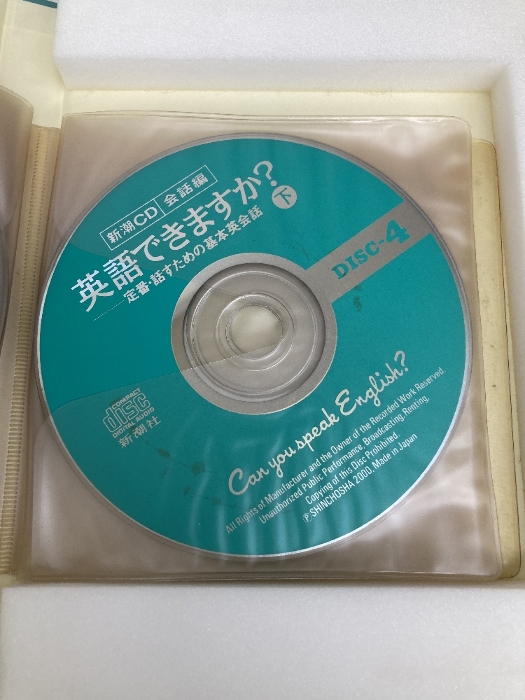 新潮CD 会話編
英語できますか? 下
定番・話すための基本英会話
DISC-4
COMPACT
disc
DIGITAL AUDIO
新潮社
Can you speak English?
All Rights of Manufacturer and the Owner of the Recorded Work Reserved.
Unauthorized Public Performance, Broadcasting, Renting,
Copying of this Disc Prohibited.
℗ SHINCHOSHA 2000. Made in Japan